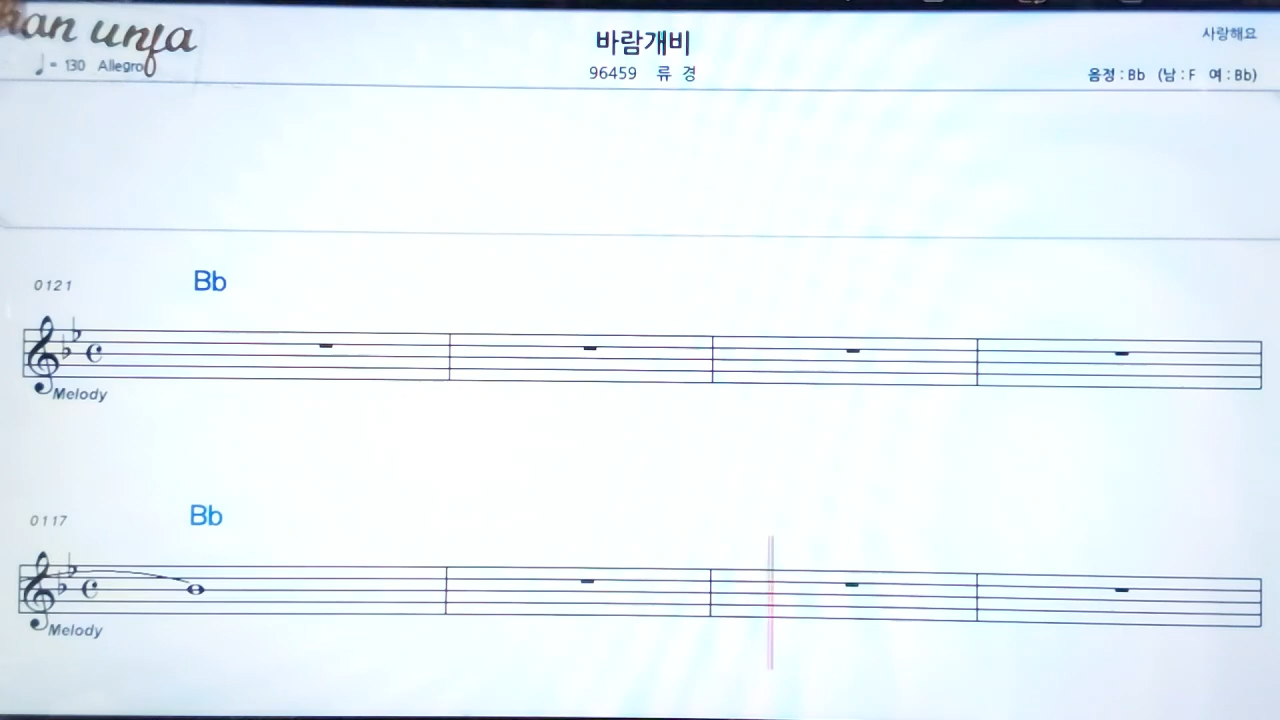 unja
바람개비
사랑해요
♩= 130 Allegro
96459 류 경
음정 : Bb (남 : F 여 : Bb)
0121
Bb
Melody
0117
Bb
Melody